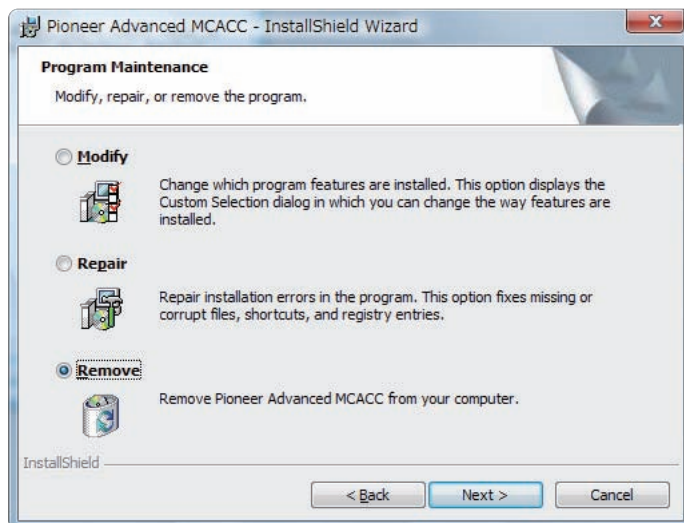 Pioneer Advanced MCACC - InstallShield Wizard
Program Maintenance
Modify, repair, or remove the program.
Modify
Change which program features are installed. This option displays the
Custom Selection dialog in which you can change the way features are
installed.
Repair
Repair installation errors in the program. This option fixes missing or
corrupt files, shortcuts, and registry entries.
Remove
Remove Pioneer Advanced MCACC from your computer.
InstallShield
< Back Next > Cancel